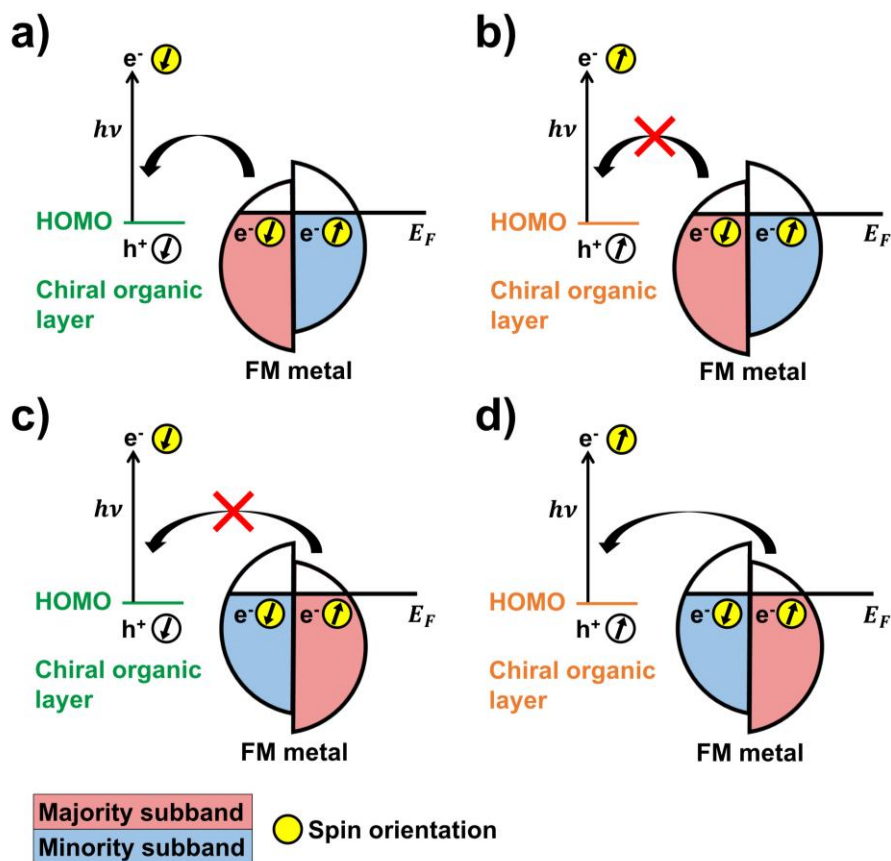 a)
e-
hν
HOMO
h+
Chiral organic
layer
e-
e-
E_F
FM metal
b)
e-
hν
HOMO
h+
Chiral organic
layer
e-
e-
E_F
FM metal
c)
e-
hν
HOMO
h+
Chiral organic
layer
e-
e-
E_F
FM metal
d)
e-
hν
HOMO
h+
Chiral organic
layer
e-
e-
E_F
FM metal
Majority subband
Minority subband
Spin orientation